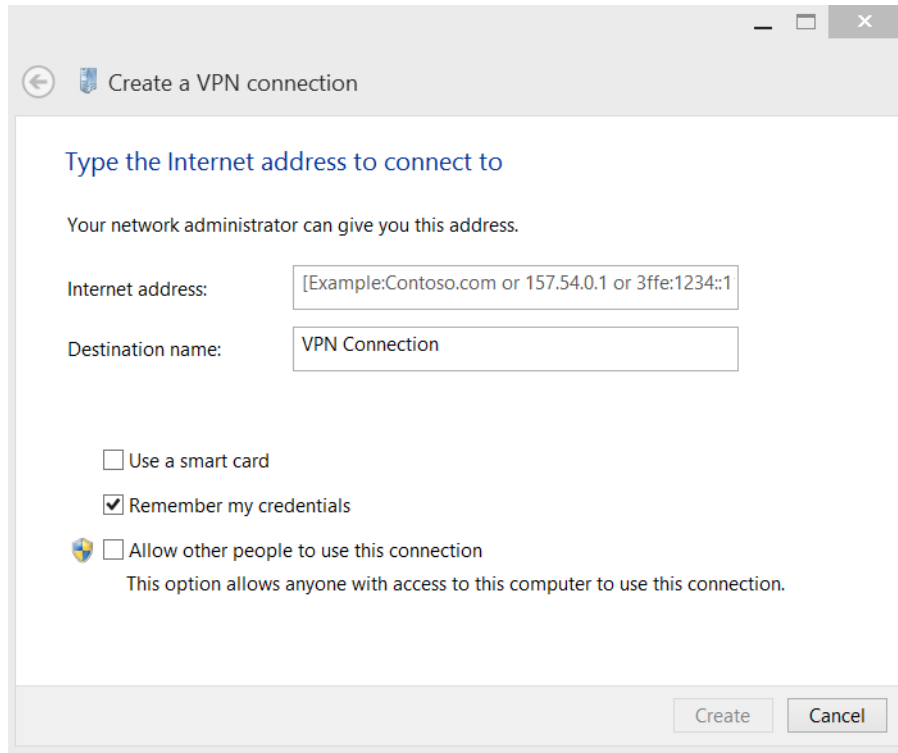 Create a VPN connection
Type the Internet address to connect to
Your network administrator can give you this address.
Internet address: [Example:Contoso.com or 157.54.0.1 or 3ffe:1234::1
Destination name: VPN Connection
Use a smart card
Remember my credentials
Allow other people to use this connection
This option allows anyone with access to this computer to use this connection.
Create Cancel